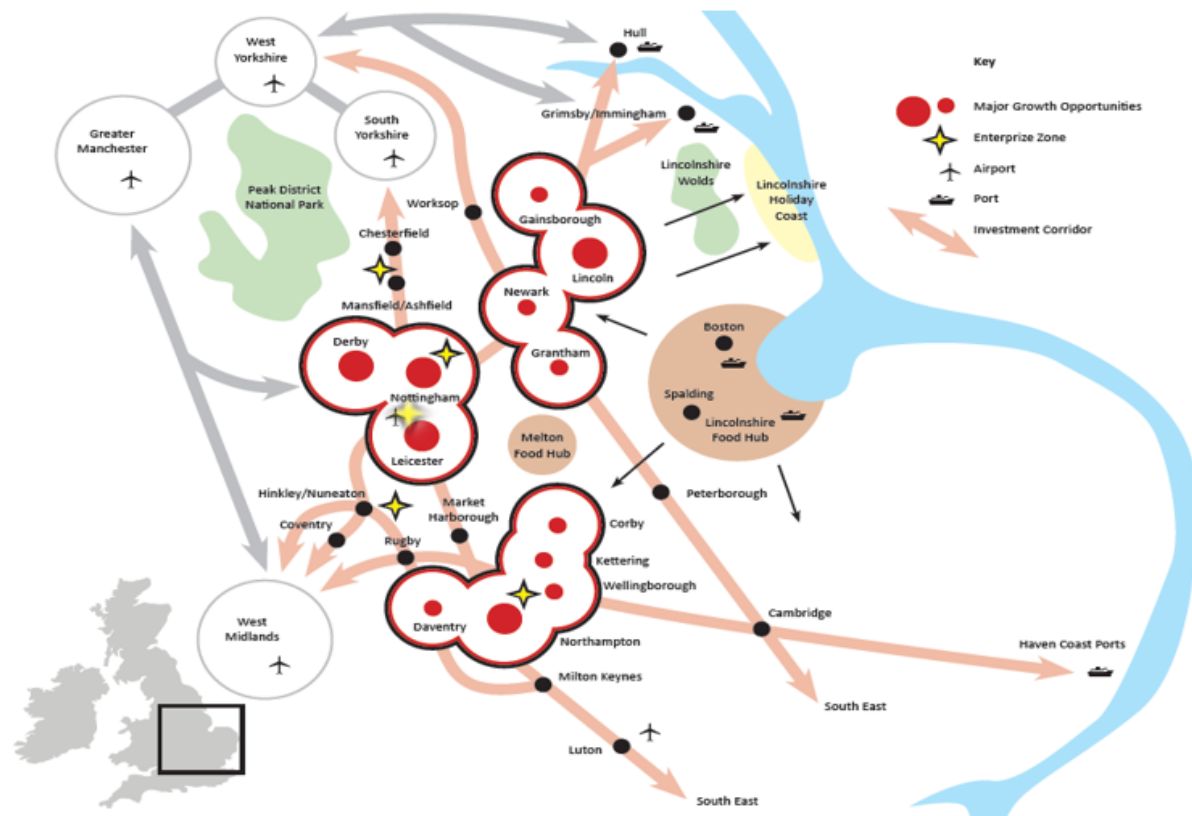 Hull
West
Yorkshire
Key
Major Growth Opportunities
Grimsby/Immingham
Greater
Manchester
South
Yorkshire
Enterprize Zone
Lincolnshire
Wolds
Airport
Peak District
National Park
Lincolnshire
Holiday
Coast
Port
Worksop
Gainsborough
Investment Corridor
Chesterfield
Lincoln
Newark
Mansfield/Ashfield
Boston
Derby
Grantham
Nottingham
Spalding
Lincolnshire
Food Hub
Melton
Food Hub
Leicester
Hinkley/Nuneaton
Market
Harborough
Peterborough
Coventry
Rugby
Corby
Kettering
Wellingborough
Cambridge
West
Midlands
Daventry
Northampton
Haven Coast Ports
Milton Keynes
South East
Luton
South East